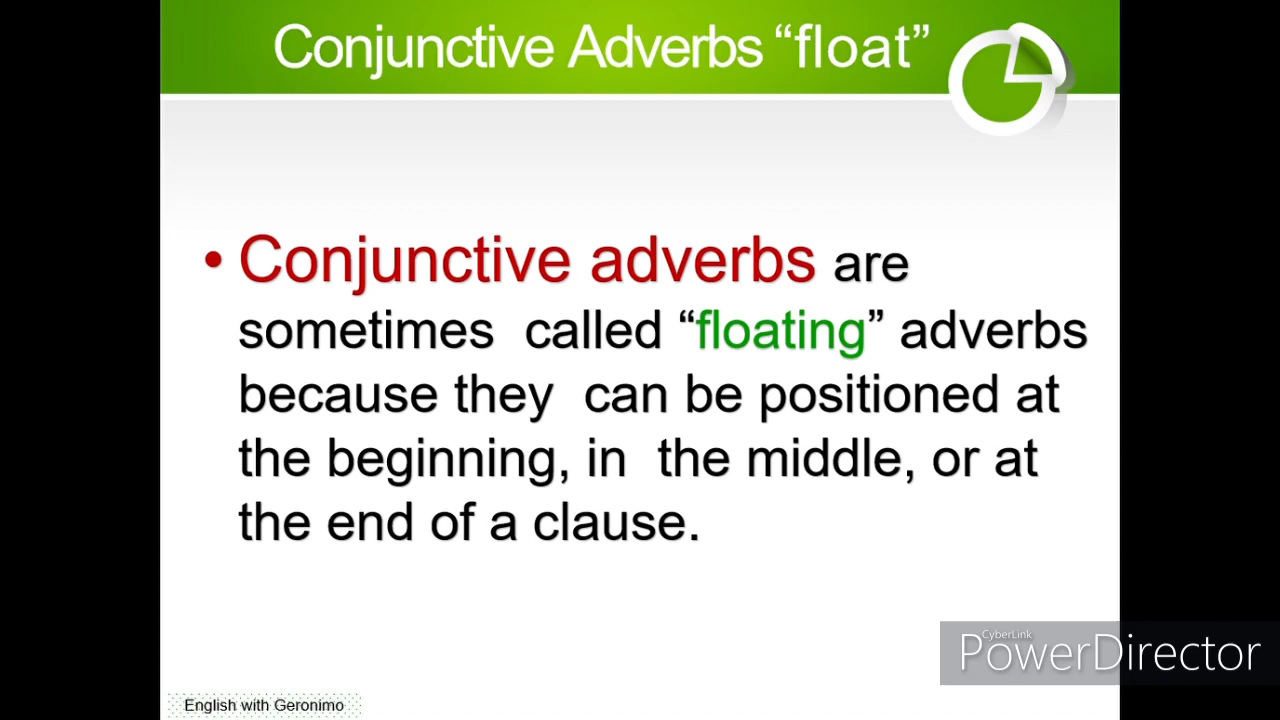 Conjunctive Adverbs “float”
• Conjunctive adverbs are
sometimes called “floating” adverbs
because they can be positioned at
the beginning, in the middle, or at
the end of a clause.
CyberLink
PowerDirector
English with Geronimo